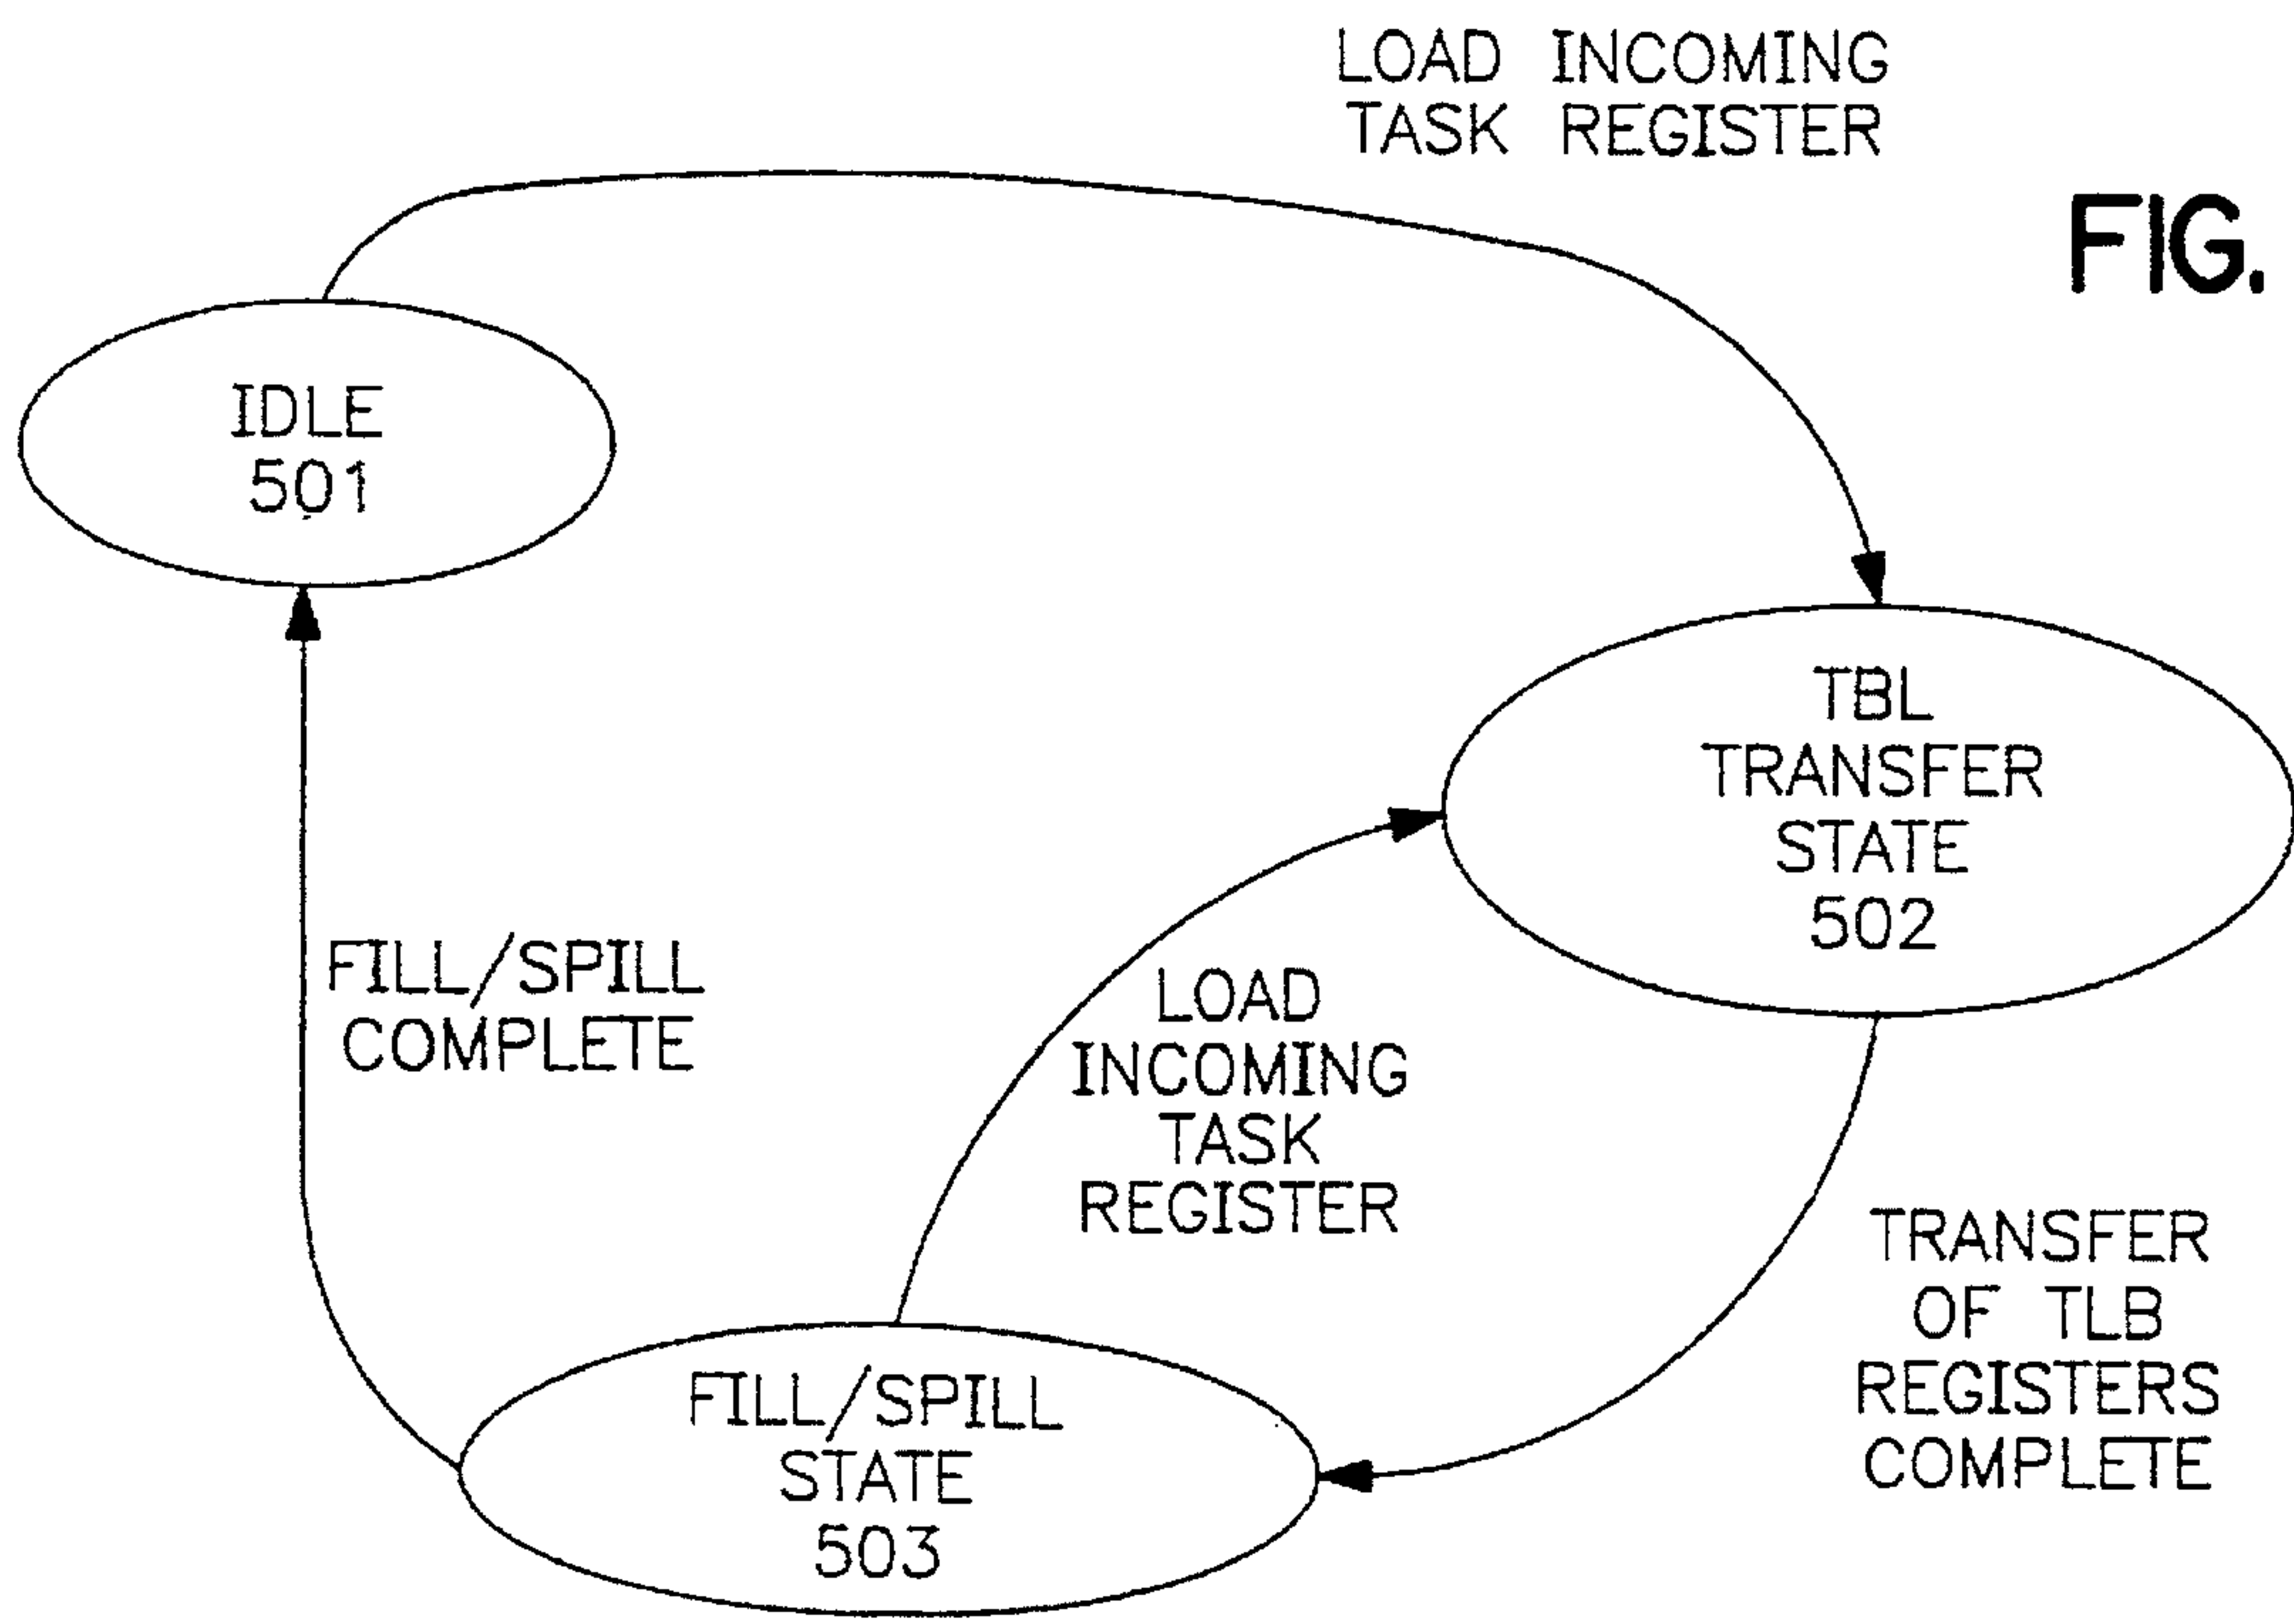 LOAD INCOMING
TASK REGISTER
FIG.
IDLE
501
TBL
TRANSFER
STATE
502
FILL/SPILL
COMPLETE
LOAD
INCOMING
TASK
REGISTER
TRANSFER
OF TLB
REGISTERS
COMPLETE
FILL/SPILL
STATE
503